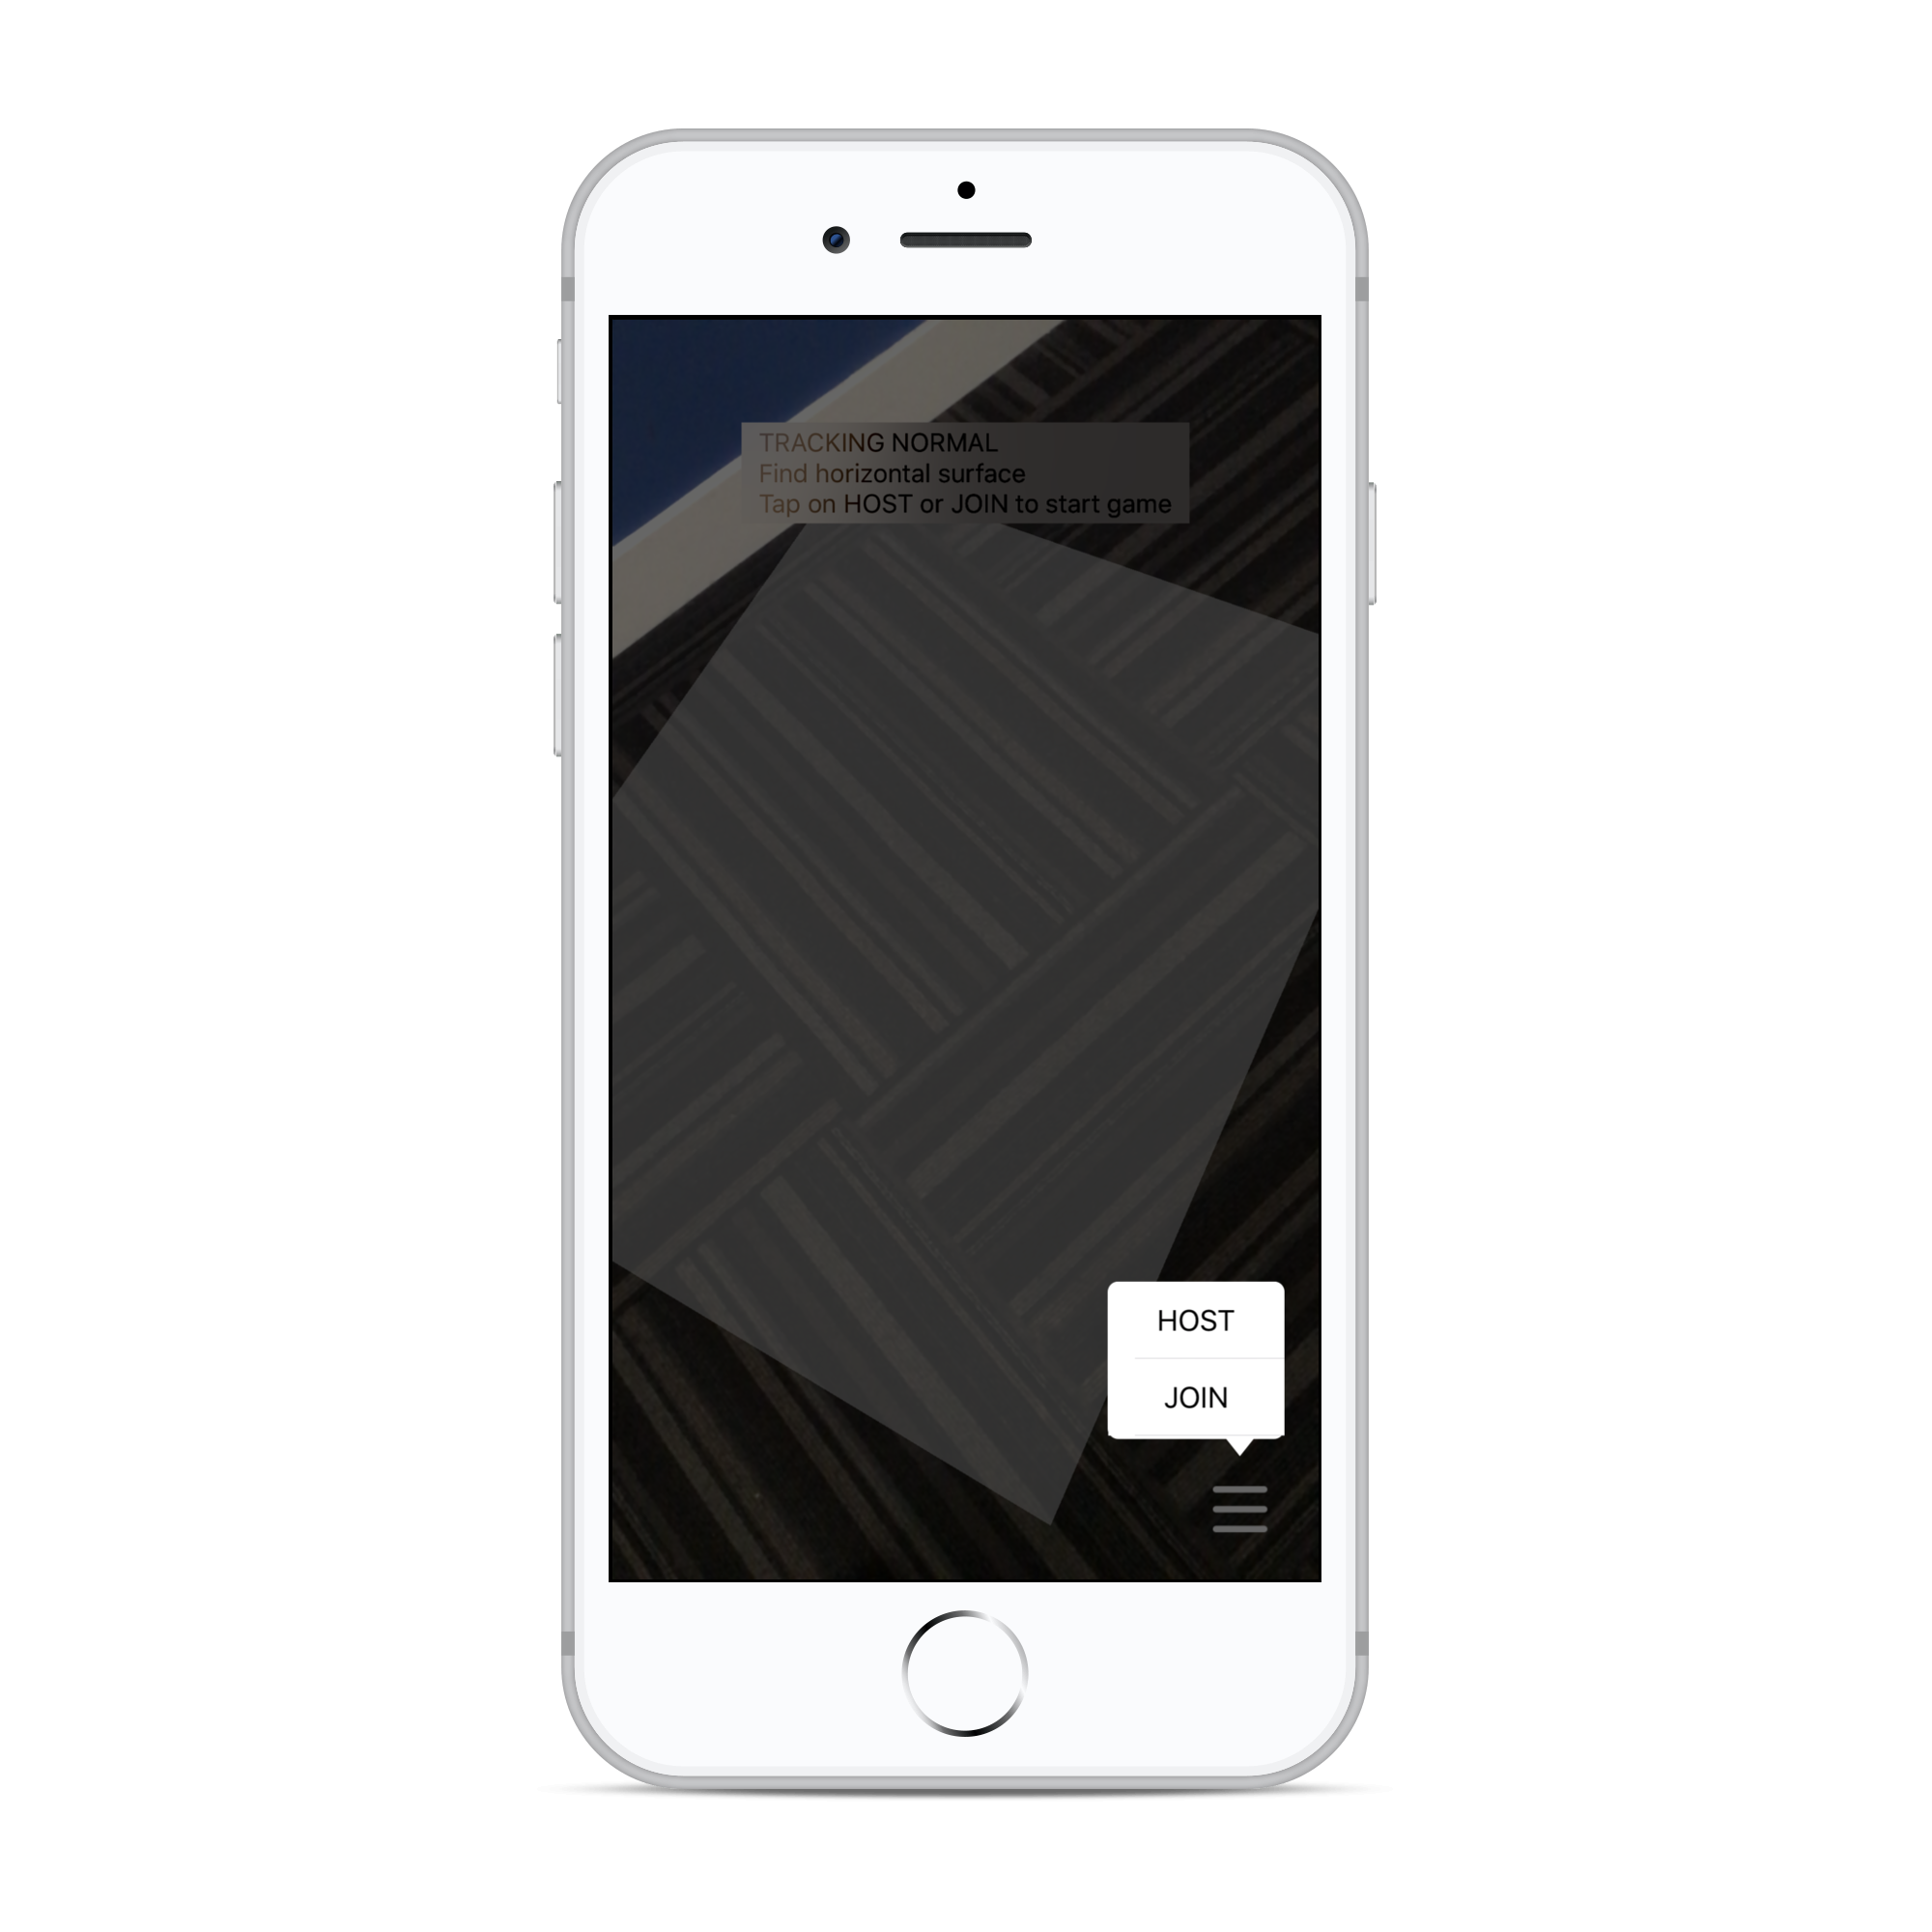 TRACKING NORMAL
Find horizontal surface
Tap on HOST or JOIN to start game
HOST
JOIN